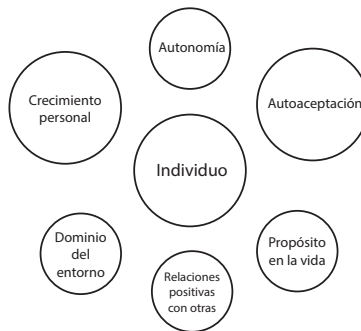 Autonomía
Crecimiento
personal
Autoaceptación
Individuo
Dominio
del
entorno
Propósito
en la vida
Relaciones
positivas
con otras